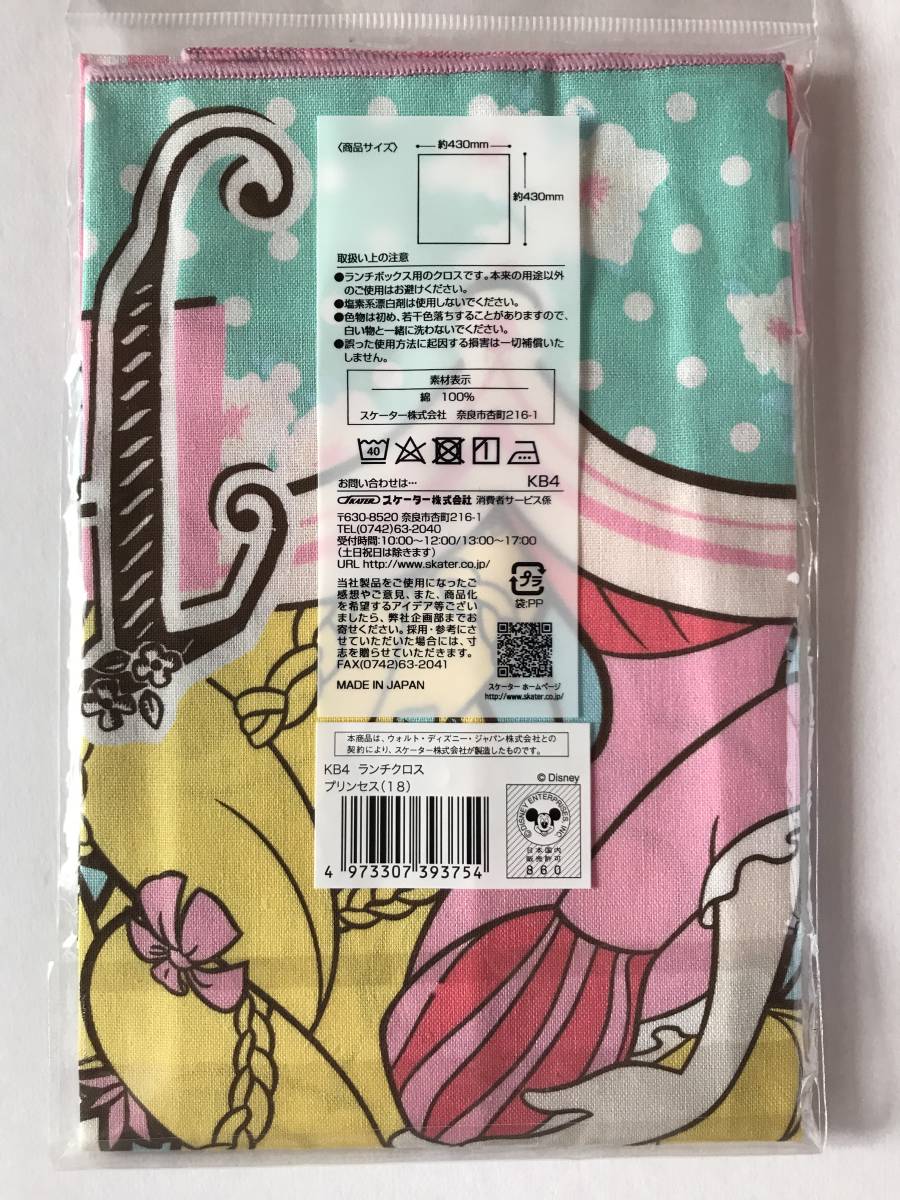 〈商品サイズ〉
約430mm
約430mm
取扱い上の注意
●ランチボックス用のクロスです。本来の用途以外
のご使用はお避けください。
●塩素系漂白剤は使用しないでください。
●色物は初め、若干色落ちすることがありますので、
白い物と一緒に洗わないでください。
●誤った使用方法に起因する損害は一切補償いた
しません。
素材表示
綿 100%
スケーター株式会社 奈良市杏町216-1
40
お問い合わせは… KB4
SKATER スケーター株式会社 消費者サービス係
〒630-8520 奈良市杏町216-1
TEL(0742)63-2040
受付時間:10:00〜12:00/13:00〜17:00
(土日祝日は除きます)
URL http://www.skater.co.jp/
プラ
袋:PP
当社製品をご使用になったご
感想やご意見、また、商品化
を希望するアイデア等ござい
ましたら、弊社企画部までお
寄せください。採用・参考にさ
せていただいた場合には、寸
志を贈らせていただきます。
FAX(0742)63-2041
MADE IN JAPAN
スケーター ホームページ
http://www.skater.co.jp/
本商品は、ウォルト・ディズニー・ジャパン株式会社との
契約により、スケーター株式会社が製造したものです。
KB4 ランチクロス
プリンセス(18)
© Disney
©DISNEY ENTERPRISES, INC.
日本国内
販売許可
860
4 973307 393754